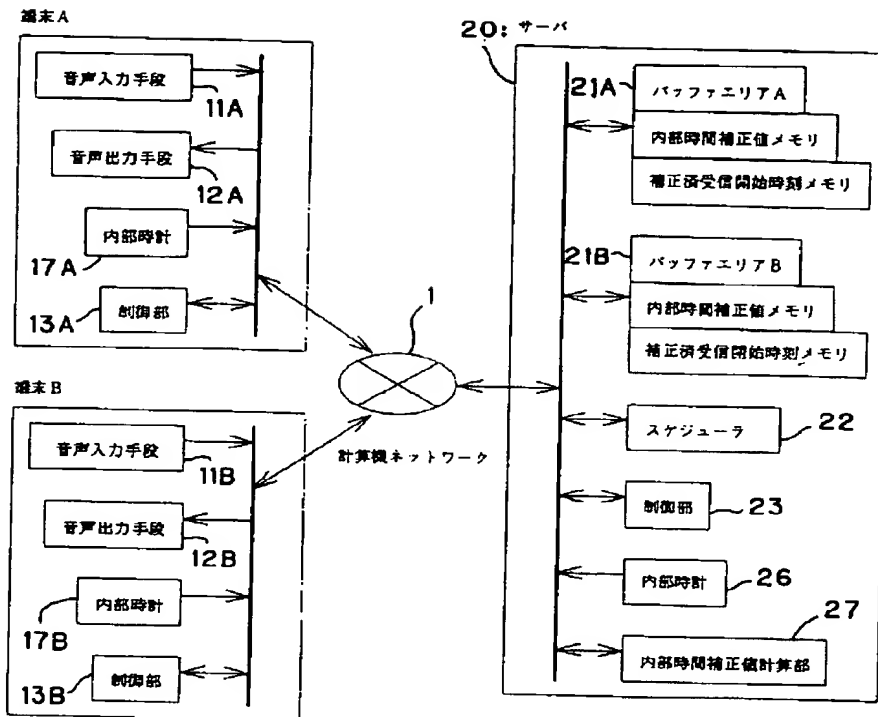 端末A
音声入力手段
11A
音声出力手段
12A
内部時計
17A
制御部
13A
端末B
音声入力手段
11B
音声出力手段
12B
内部時計
17B
制御部
13B
1
計算機ネットワーク
20: サーバ
21A
バッファエリアA
内部時間補正値メモリ
補正済受信開始時刻メモリ
21B
バッファエリアB
内部時間補正値メモリ
補正済受信開始時刻メモリ
スケジューラ
22
制御部
23
内部時計
26
27
内部時間補正値計算部